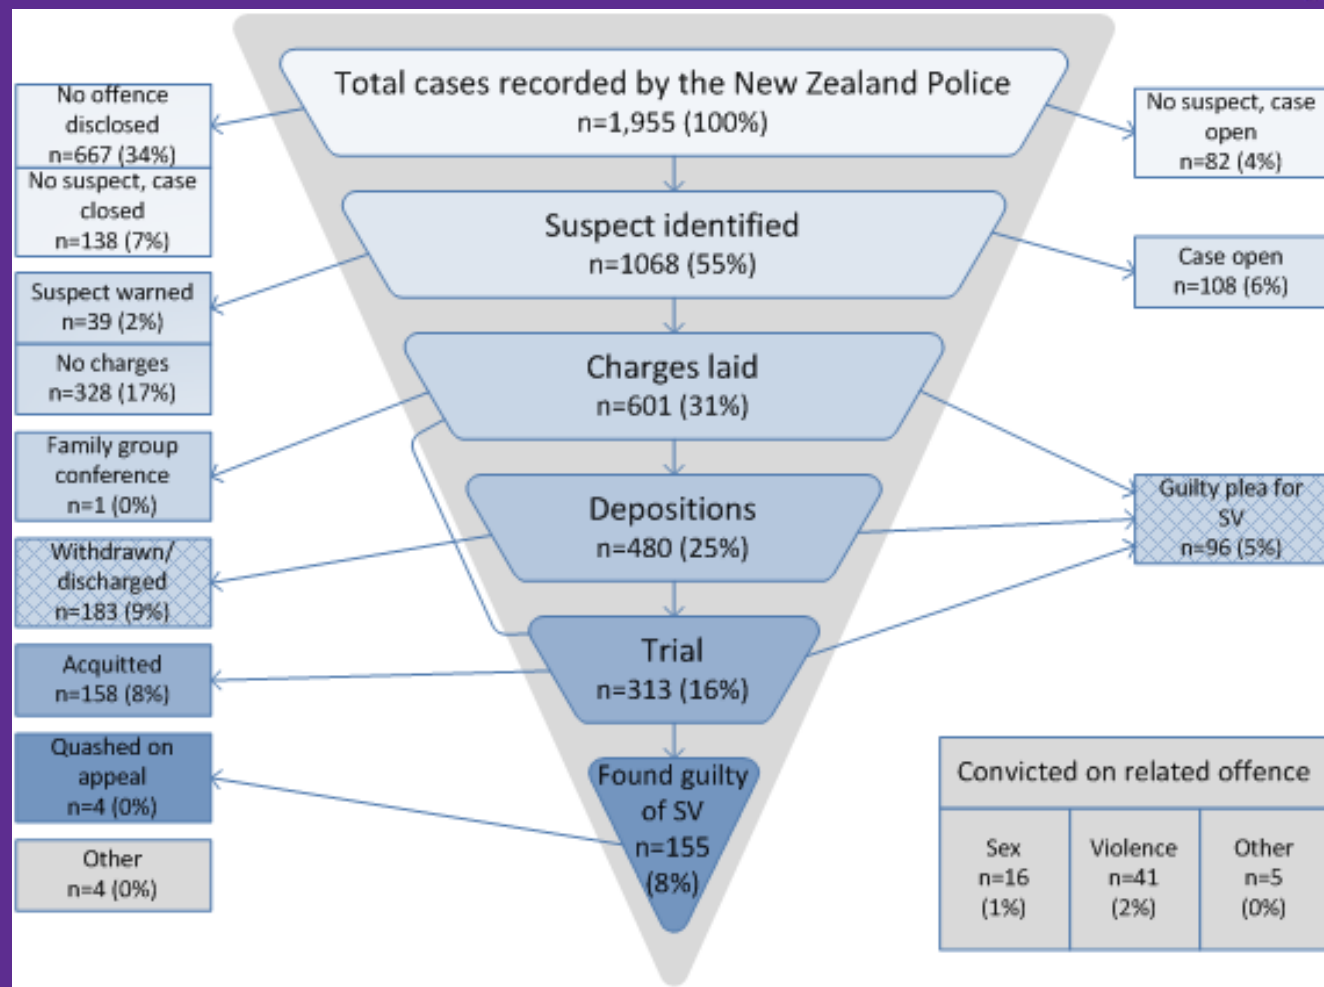 Total cases recorded by the New Zealand Police
n=1,955 (100%)
No offence
disclosed
n=667 (34%)
No suspect, case
closed
n=138 (7%)
No suspect, case
open
n=82 (4%)
Suspect identified
n=1068 (55%)
Suspect warned
n=39 (2%)
No charges
n=328 (17%)
Case open
n=108 (6%)
Charges laid
n=601 (31%)
Family group
conference
n=1 (0%)
Depositions
n=480 (25%)
Guilty plea for
SV
n=96 (5%)
Withdrawn/
discharged
n=183 (9%)
Trial
n=313 (16%)
Acquitted
n=158 (8%)
Found guilty
of SV
n=155
(8%)
Quashed on
appeal
n=4 (0%)
Other
n=4 (0%)
Convicted on related offence
Sex
n=16
(1%)
Violence
n=41
(2%)
Other
n=5
(0%)